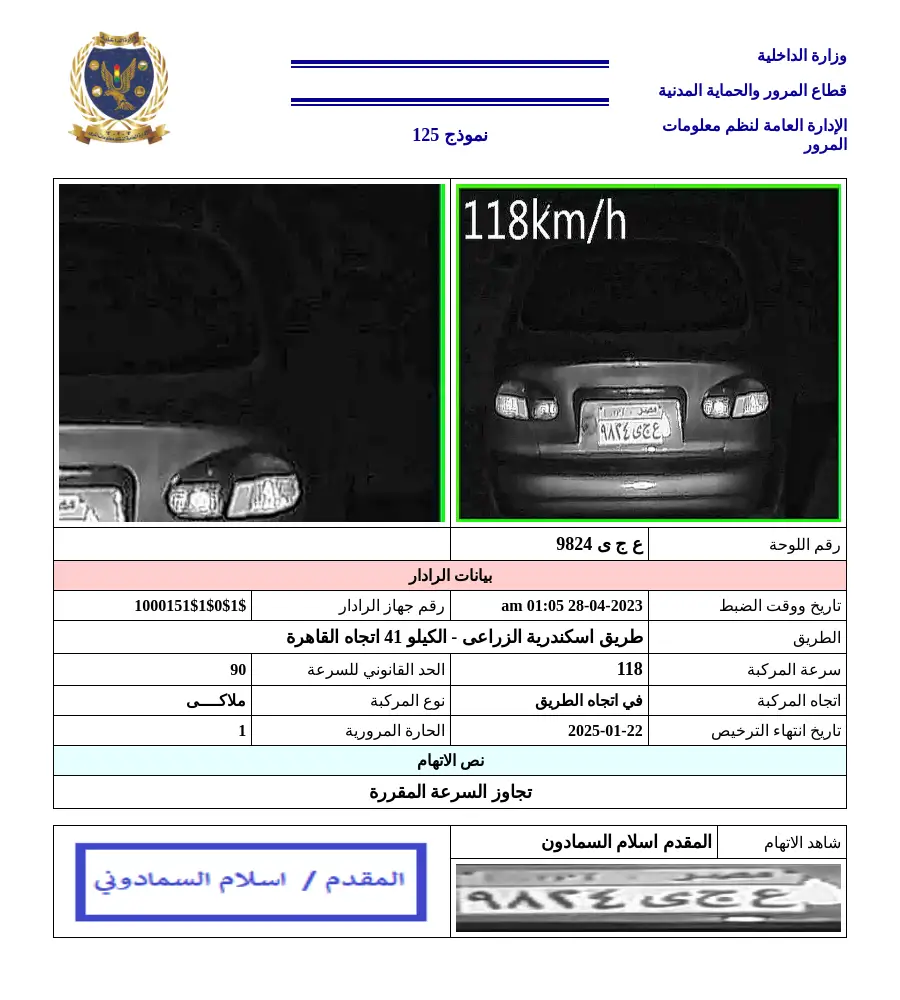 وزارة الداخلية
قطاع المرور والحماية المدنية
الإدارة العامة لنظم معلومات
المرور
نموذج 125
118km/h
مصر
٩٨٢٤ ع ج ى
رقم اللوحة ع ج ى 9824
بيانات الرادار
تاريخ ووقت الضبط 28-04-2023 01:05 am رقم جهاز الرادار 1000151$1$0$1$
الطريق طريق اسكندرية الزراعى - الكيلو 41 اتجاه القاهرة
سرعة المركبة 118 الحد القانوني للسرعة 90
اتجاه المركبة في اتجاه الطريق نوع المركبة ملاكــــى
تاريخ انتهاء الترخيص 2025-01-22 الحارة المرورية 1
نص الاتهام
تجاوز السرعة المقررة
شاهد الاتهام المقدم اسلام السمادون
المقدم / اسلام السمادوني
مصر
٩٨٢٤ ع ج ى